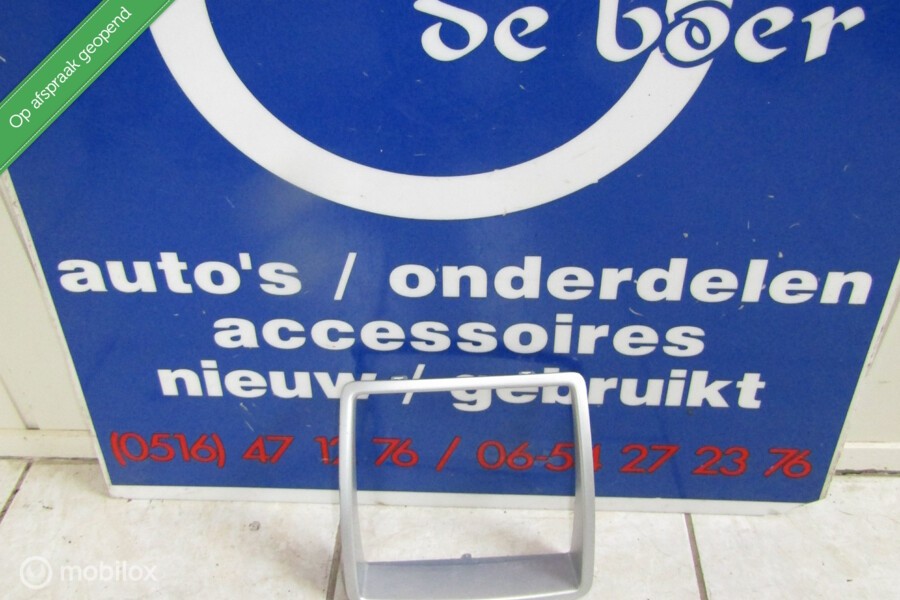 Op afspraak geopend
de boer
auto's / onderdelen
accessoires
nieuw / gebruikt
(0516) 47 12 76 / 06-54 27 23 76
mobilox